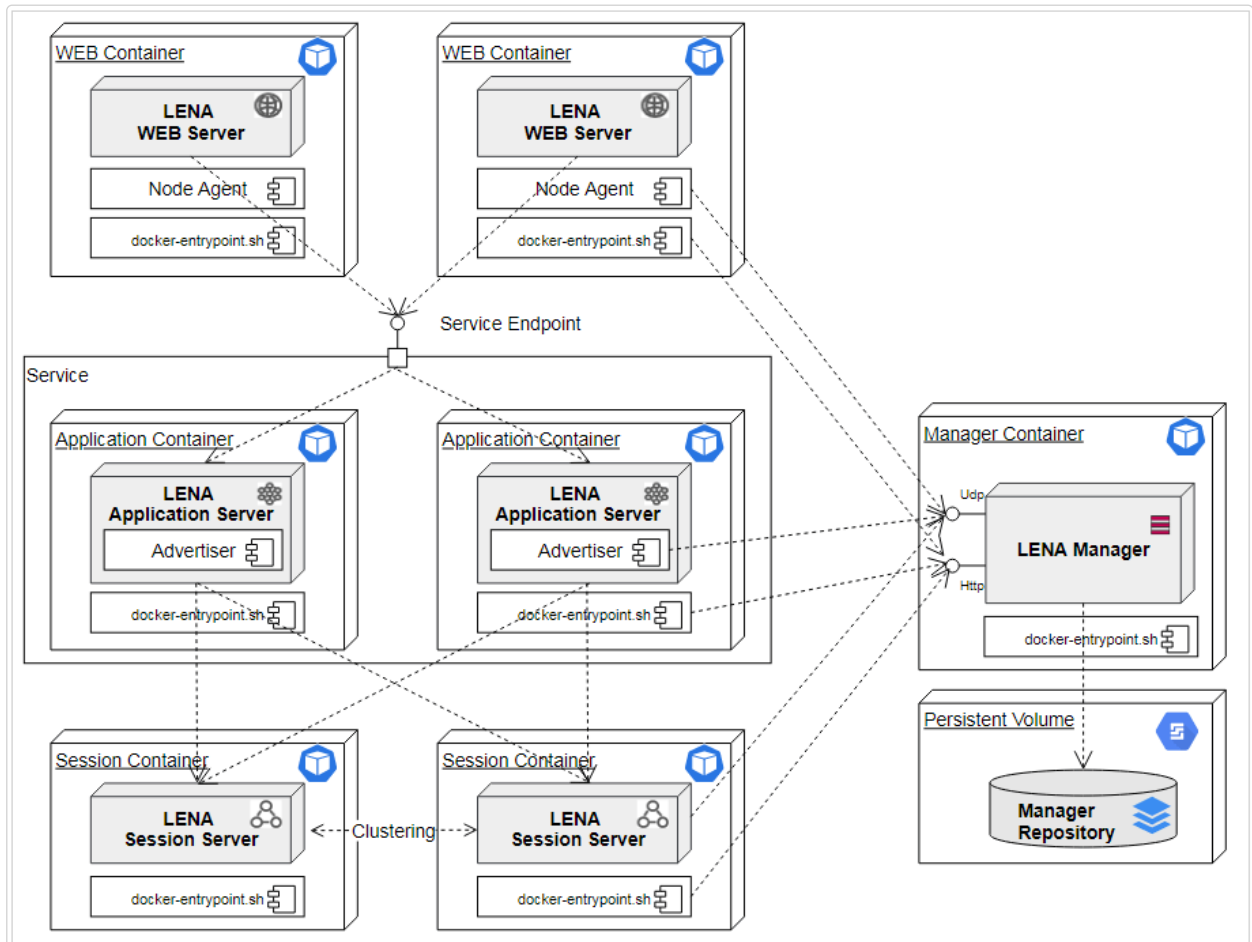 WEB Container
LENA
WEB Server
Node Agent
docker-entrypoint.sh
WEB Container
LENA
WEB Server
Node Agent
docker-entrypoint.sh
Service Endpoint
Service
Application Container
LENA
Application Server
Advertiser
docker-entrypoint.sh
Application Container
LENA
Application Server
Advertiser
docker-entrypoint.sh
Manager Container
Udp
Http
LENA Manager
docker-entrypoint.sh
Session Container
LENA
Session Server
docker-entrypoint.sh
Clustering
Session Container
LENA
Session Server
docker-entrypoint.sh
Persistent Volume
Manager
Repository